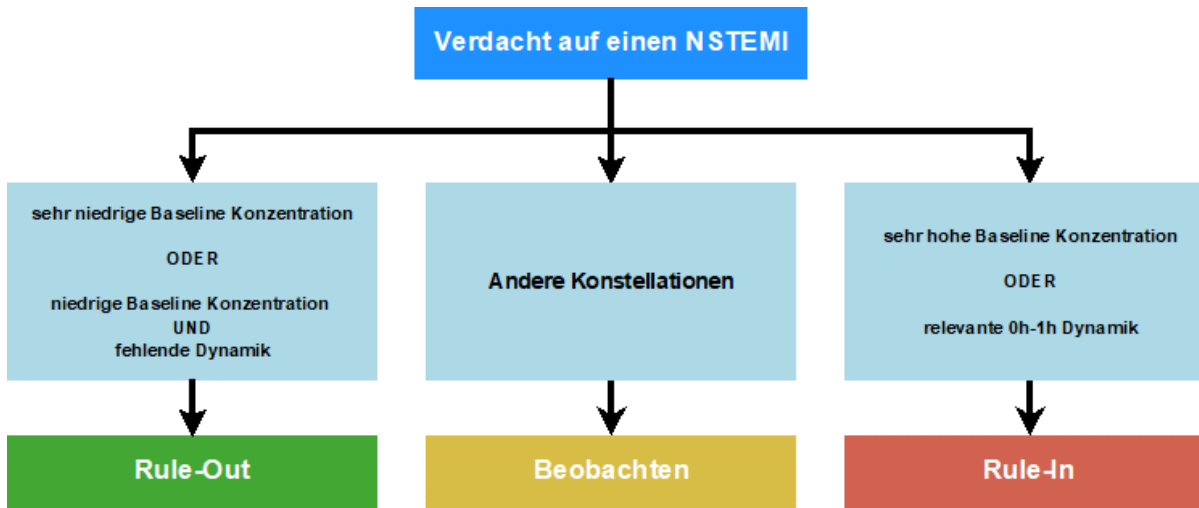 Verdacht auf einen NSTEMI
sehr niedrige Baseline Konzentration
ODER
niedrige Baseline Konzentration
UND
fehlende Dynamik
Andere Konstellationen
sehr hohe Baseline Konzentration
ODER
relevante 0h-1h Dynamik
Rule-Out
Beobachten
Rule-In